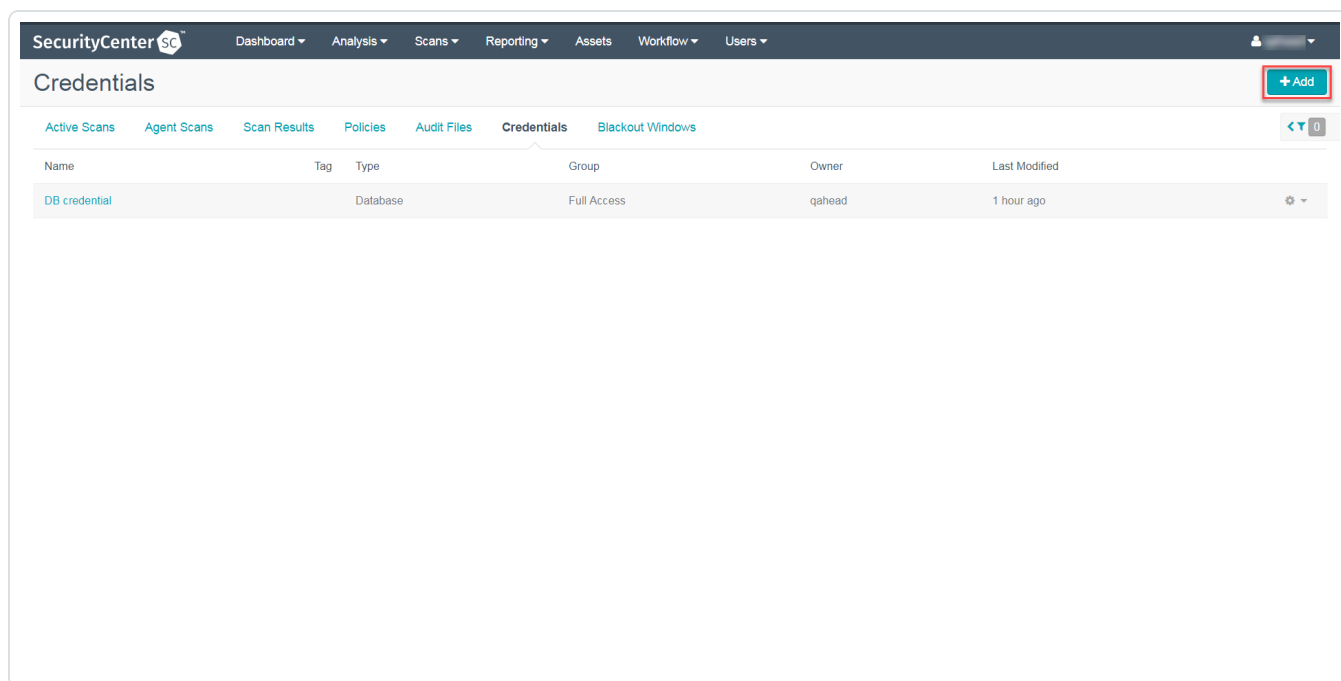 SecurityCenter SC™ Dashboard Analysis Scans Reporting Assets Workflow Users
Credentials + Add
Active Scans Agent Scans Scan Results Policies Audit Files Credentials Blackout Windows 0
Name Tag Type Group Owner Last Modified
DB credential Database Full Access qahead 1 hour ago